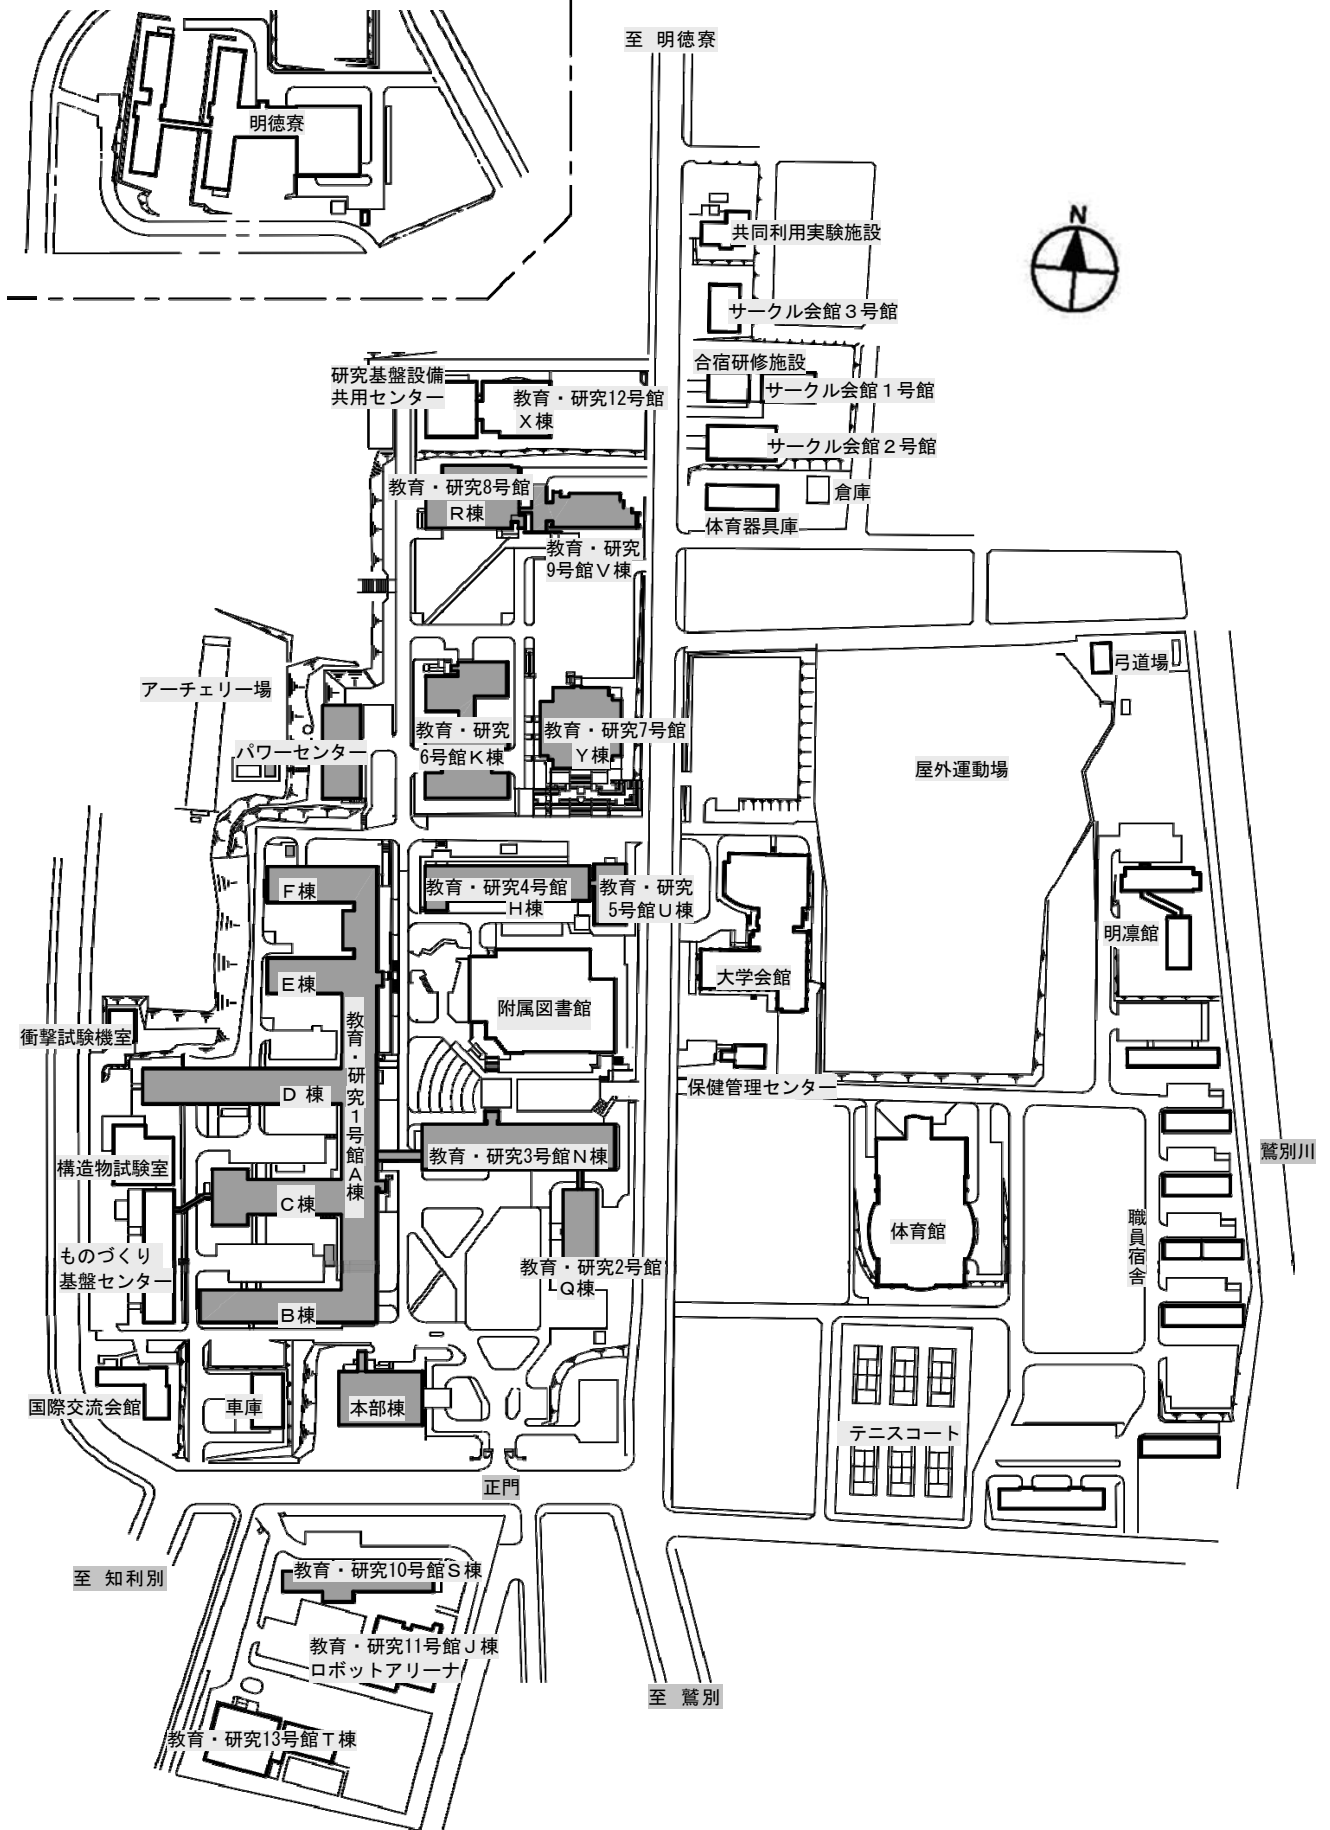 至 明徳寮
明徳寮
N
共同利用実験施設
サークル会館３号館
合宿研修施設
サークル会館１号館
サークル会館２号館
倉庫
体育器具庫
研究基盤設備
共用センター
教育・研究12号館
Ｘ棟
教育・研究8号館
Ｒ棟
教育・研究
9号館Ｖ棟
弓道場
アーチェリー場
パワーセンター
教育・研究
6号館Ｋ棟
教育・研究7号館
Ｙ棟
屋外運動場
Ｆ棟
教育・研究4号館
Ｈ棟
教育・研究
5号館Ｕ棟
明凛館
大学会館
Ｅ棟
附属図書館
衝撃試験機室
教育・研究１号館Ａ棟
保健管理センター
Ｄ棟
構造物試験室
教育・研究3号館Ｎ棟
鷲別川
Ｃ棟
体育館
職員宿舎
ものづくり
基盤センター
教育・研究2号館
Ｑ棟
Ｂ棟
国際交流会館
車庫
本部棟
テニスコート
正門
至 知利別
教育・研究10号館Ｓ棟
教育・研究11号館Ｊ棟
ロボットアリーナ
至 鷲別
教育・研究13号館Ｔ棟